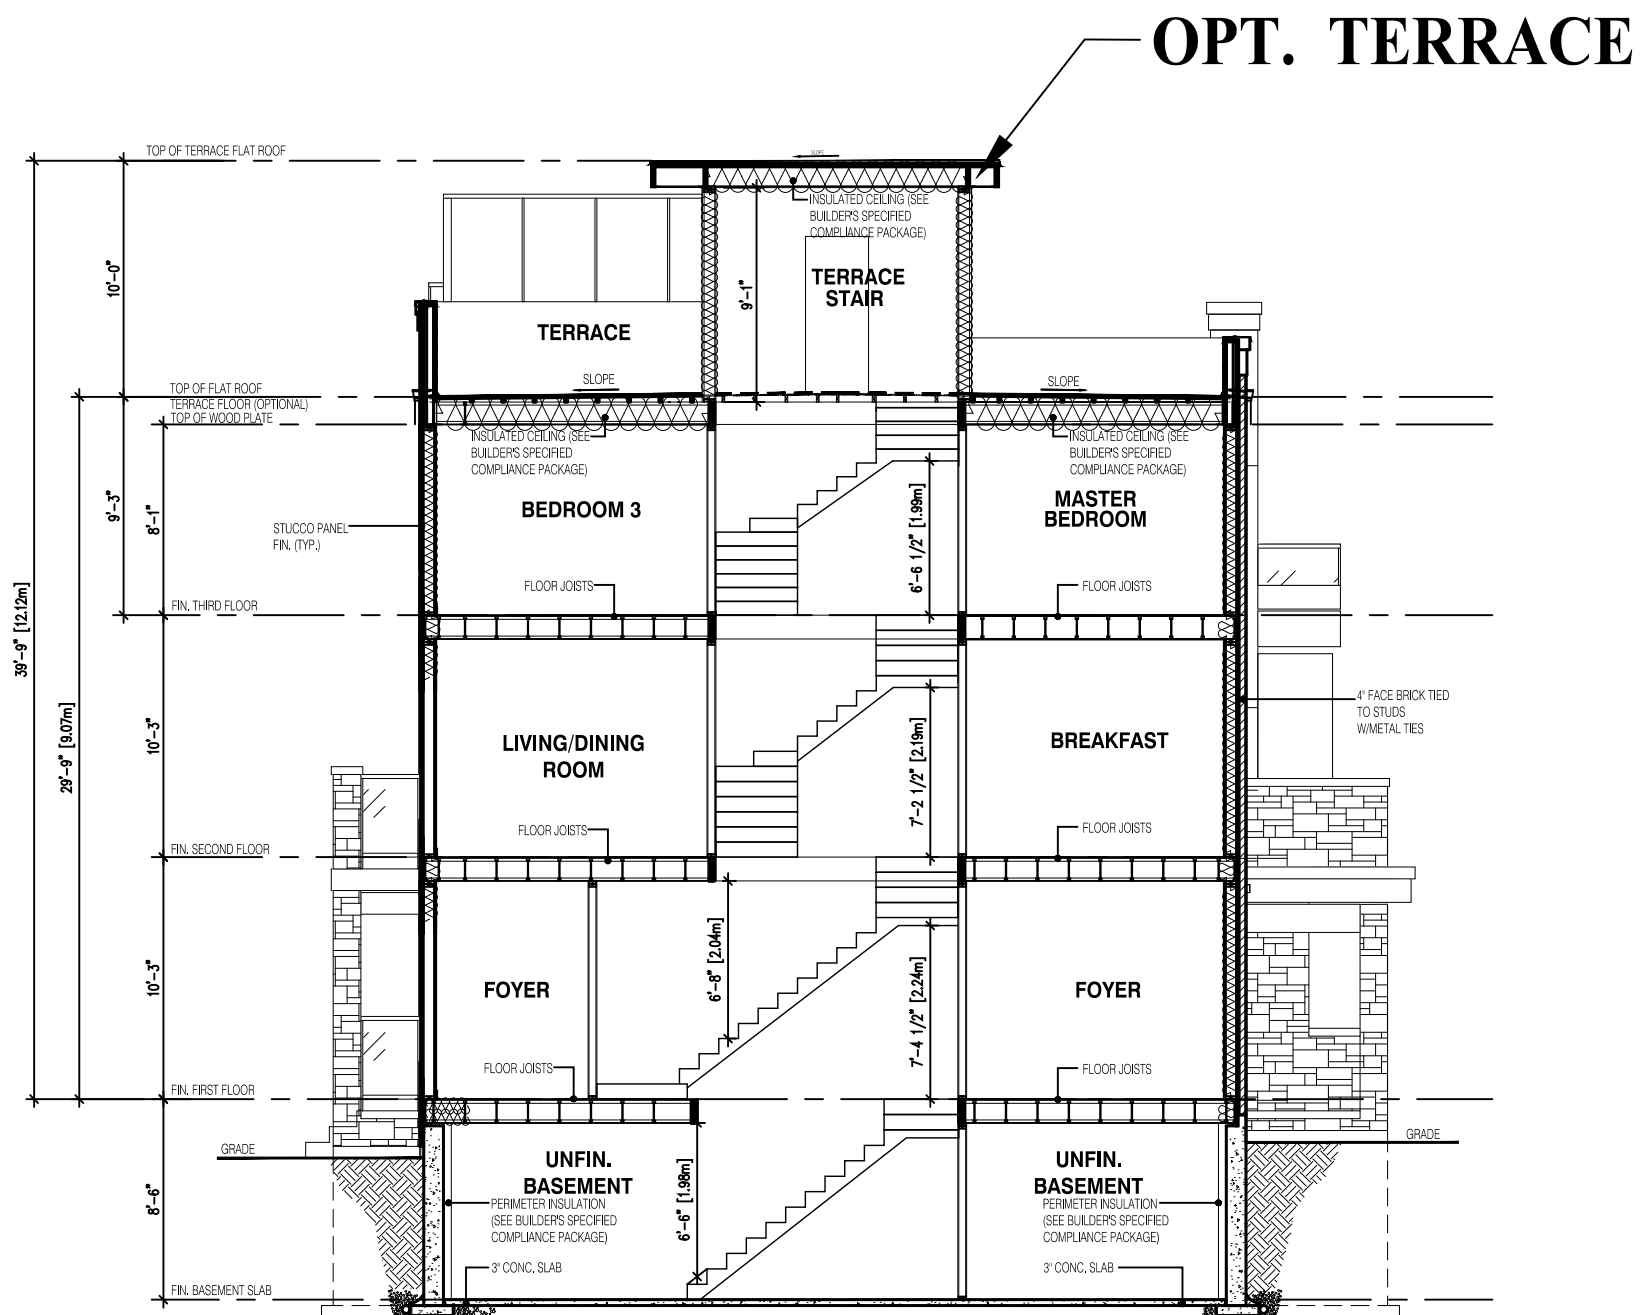 OPT. TERRACE
TOP OF TERRACE FLAT ROOF
SLOPE
INSULATED CEILING (SEE
BUILDER'S SPECIFIED
COMPLIANCE PACKAGE)
10'-0"
9'-1"
TERRACE
STAIR
TERRACE
TOP OF FLAT ROOF
TERRACE FLOOR (OPTIONAL)
TOP OF WOOD PLATE
SLOPE
SLOPE
INSULATED CEILING (SEE
BUILDER'S SPECIFIED
COMPLIANCE PACKAGE)
INSULATED CEILING (SEE
BUILDER'S SPECIFIED
COMPLIANCE PACKAGE)
9'-3"
8'-1"
STUCCO PANEL
FIN. (TYP.)
BEDROOM 3
6'-6 1/2" [1.99m]
MASTER
BEDROOM
FLOOR JOISTS
FLOOR JOISTS
FIN. THIRD FLOOR
39'-9" [12.12m]
29'-9" [9.07m]
10'-3"
LIVING/DINING
ROOM
7'-2 1/2" [2.19m]
BREAKFAST
4" FACE BRICK TIED
TO STUDS
W/METAL TIES
FLOOR JOISTS
FLOOR JOISTS
FIN. SECOND FLOOR
10'-3"
FOYER
6'-8" [2.04m]
7'-4 1/2" [2.24m]
FOYER
FLOOR JOISTS
FLOOR JOISTS
FIN. FIRST FLOOR
GRADE
GRADE
8'-6"
UNFIN.
BASEMENT
PERIMETER INSULATION
(SEE BUILDER'S SPECIFIED
COMPLIANCE PACKAGE)
6'-6" [1.98m]
UNFIN.
BASEMENT
PERIMETER INSULATION
(SEE BUILDER'S SPECIFIED
COMPLIANCE PACKAGE)
3" CONC. SLAB
3" CONC. SLAB
FIN. BASEMENT SLAB